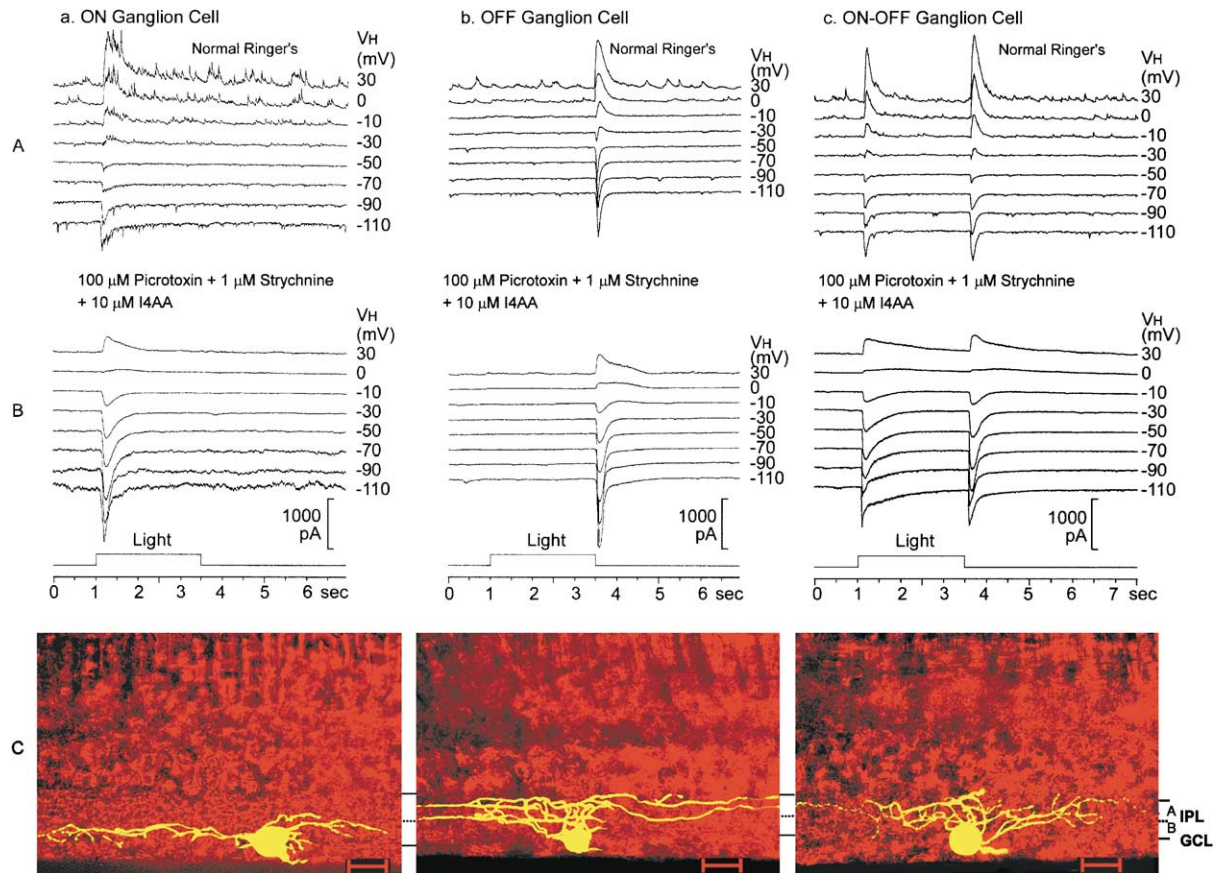 a. ON Ganglion Cell
b. OFF Ganglion Cell
c. ON-OFF Ganglion Cell
A
Normal Ringer's
VH
(mV)
30
0
-10
-30
-50
-70
-90
-110
Normal Ringer's
VH
(mV)
30
0
-10
-30
-50
-70
-90
-110
Normal Ringer's
VH
(mV)
30
0
-10
-30
-50
-70
-90
-110
B
100 μM Picrotoxin + 1 μM Strychnine
+ 10 μM I4AA
VH
(mV)
30
0
-10
-30
-50
-70
-90
-110
1000
pA
Light
0 1 2 3 4 5 6 sec
100 μM Picrotoxin + 1 μM Strychnine
+ 10 μM I4AA
VH
(mV)
30
0
-10
-30
-50
-70
-90
-110
1000
pA
Light
0 1 2 3 4 5 6 sec
100 μM Picrotoxin + 1 μM Strychnine
+ 10 μM I4AA
VH
(mV)
30
0
-10
-30
-50
-70
-90
-110
1000
pA
Light
0 1 2 3 4 5 6 7 sec
C
A
IPL
B
GCL